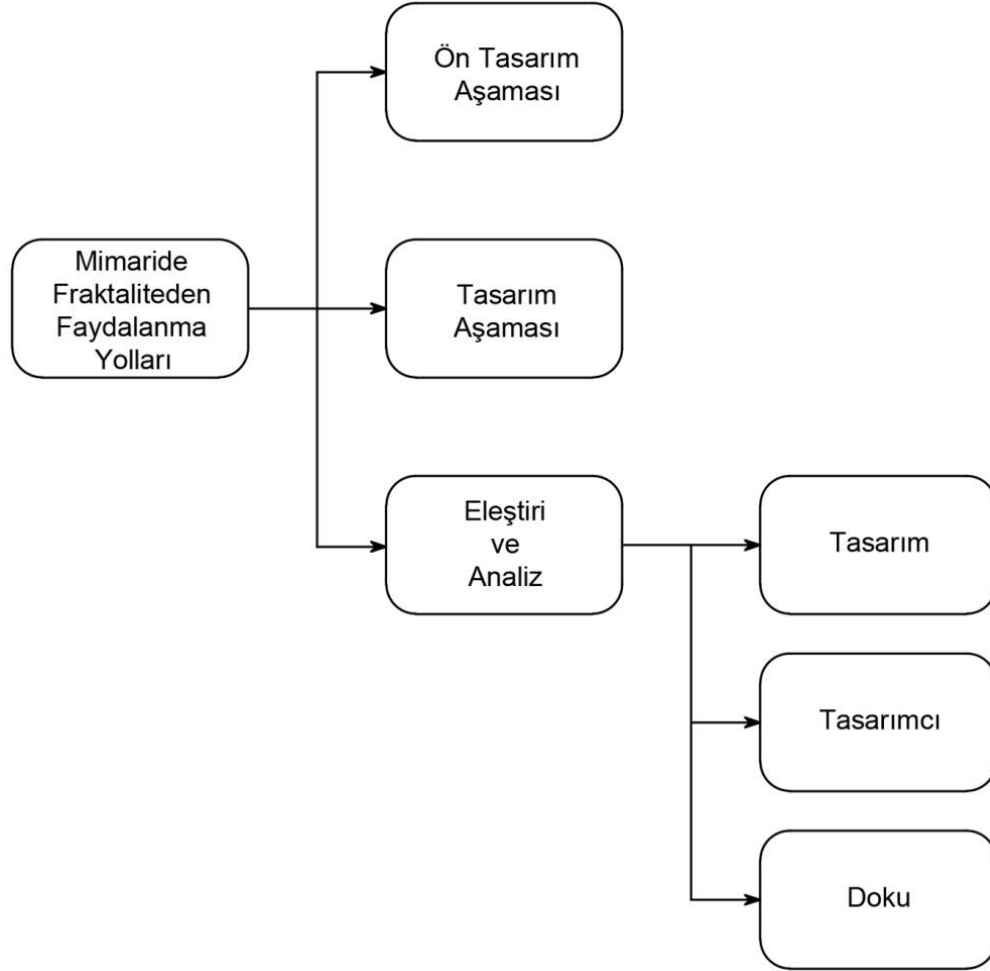 Ön Tasarım
Aşaması
Mimaride
Fraktaliteden
Faydalanma
Yolları
Tasarım
Aşaması
Eleştiri
ve
Analiz
Tasarım
Tasarımcı
Doku